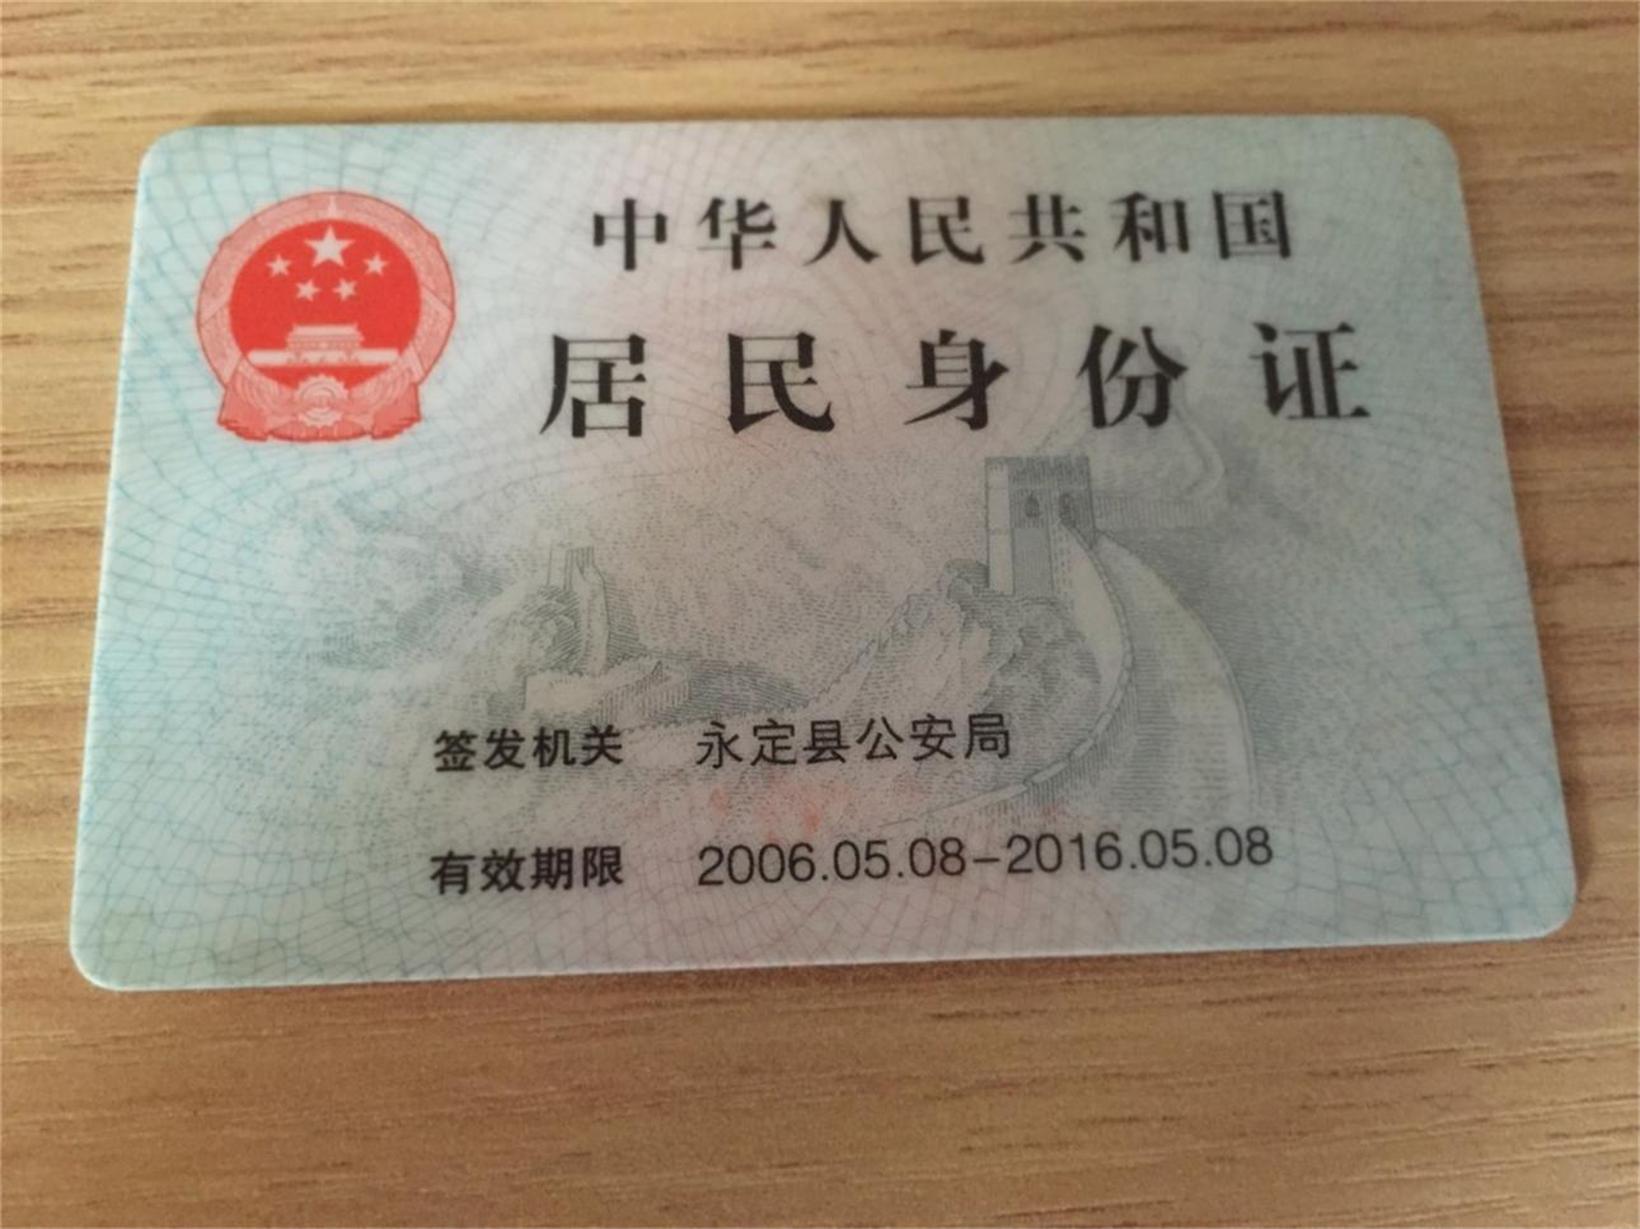 中华人民共和国
居民身份证
签发机关 永定县公安局
有效期限 2006.05.08-2016.05.08